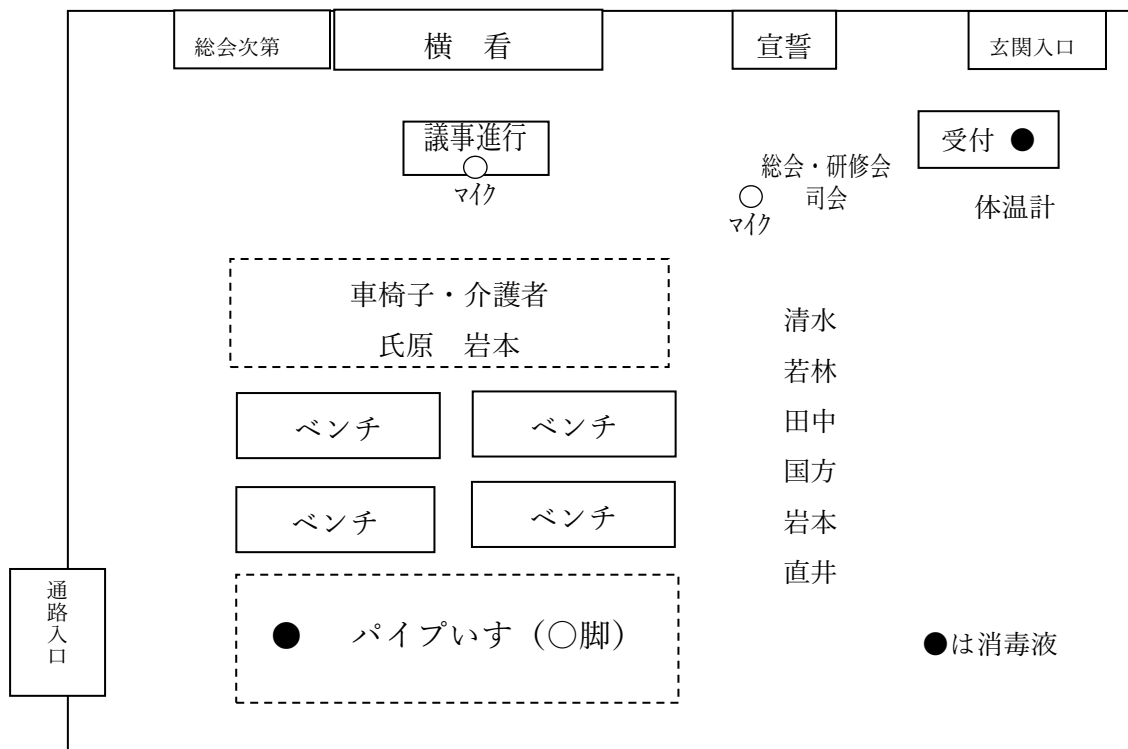 総会次第
横　看
宣誓
玄関入口
議事進行
マイク
受付 ●
総会・研修会
司会
マイク
体温計
車椅子・介護者
氏原　岩本
清水
若林
田中
国方
岩本
直井
ベンチ
ベンチ
ベンチ
ベンチ
通路入口
● パイプいす（○脚）
●は消毒液